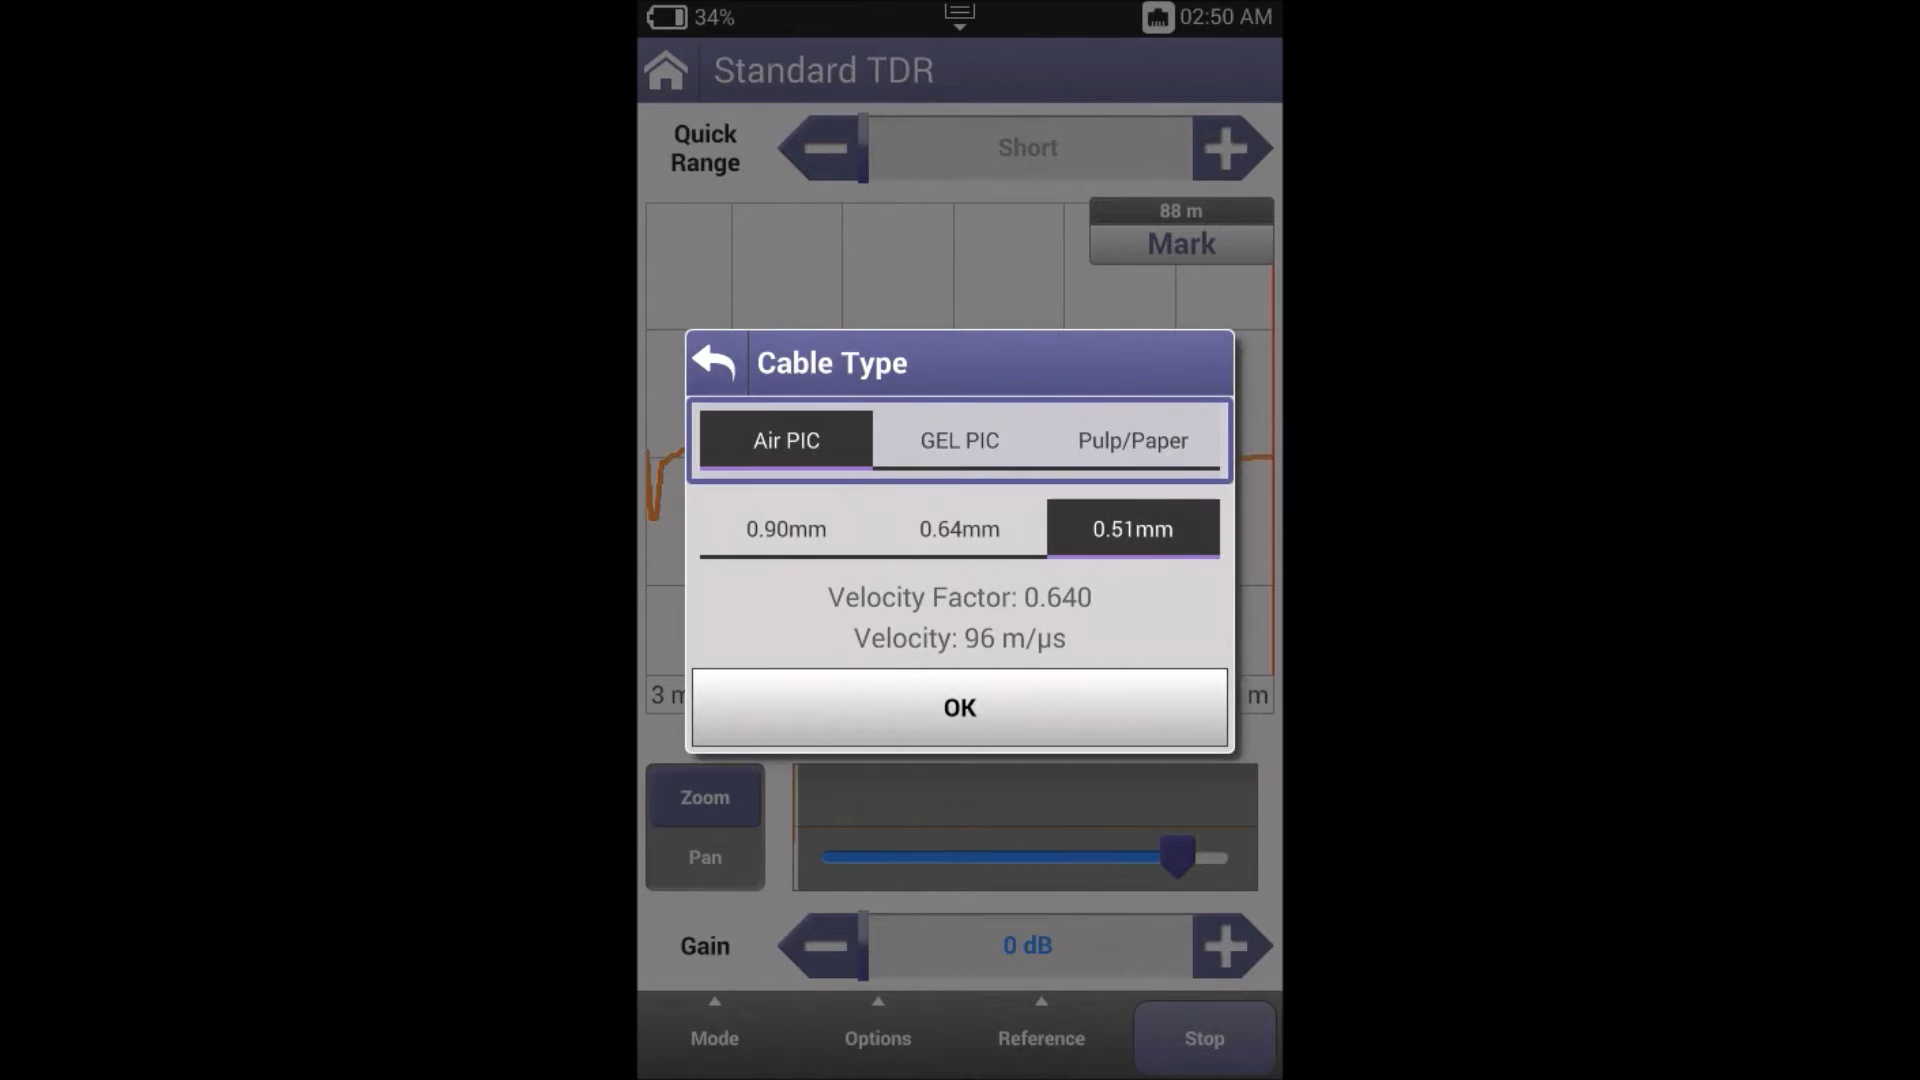 34%
02:50 AM
Standard TDR
Quick
Range
Short
88 m
Mark
Cable Type
Air PIC
GEL PIC
Pulp/Paper
0.90mm
0.64mm
0.51mm
Velocity Factor: 0.640
Velocity: 96 m/µs
3 m
m
OK
Zoom
Pan
Gain
0 dB
Mode
Options
Reference
Stop